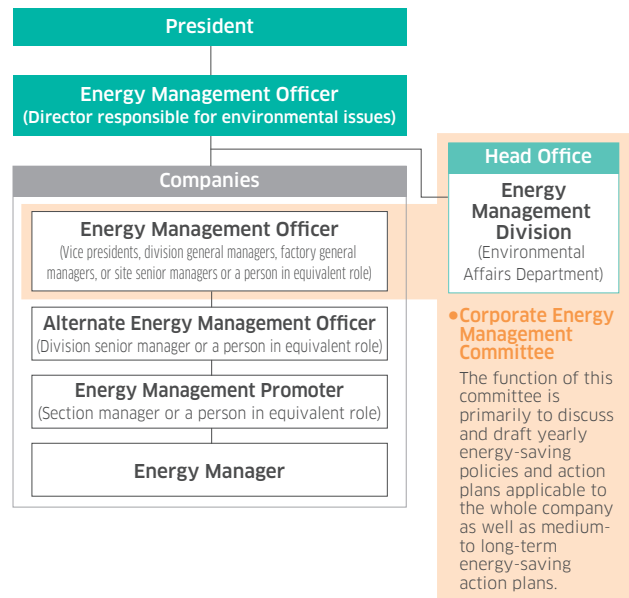 President
Energy Management Officer
(Director responsible for environmental issues)
Companies
Energy Management Officer
(Vice presidents, division general managers, factory general
managers, or site senior managers or a person in equivalent role)
Alternate Energy Management Officer
(Division senior manager or a person in equivalent role)
Energy Management Promoter
(Section manager or a person in equivalent role)
Energy Manager
Head Office
Energy
Management
Division
(Environmental
Affairs Department)
●Corporate Energy
Management
Committee
The function of this
committee is
primarily to discuss
and draft yearly
energy-saving
policies and action
plans applicable to
the whole company
as well as medium-
to long-term
energy-saving
action plans.